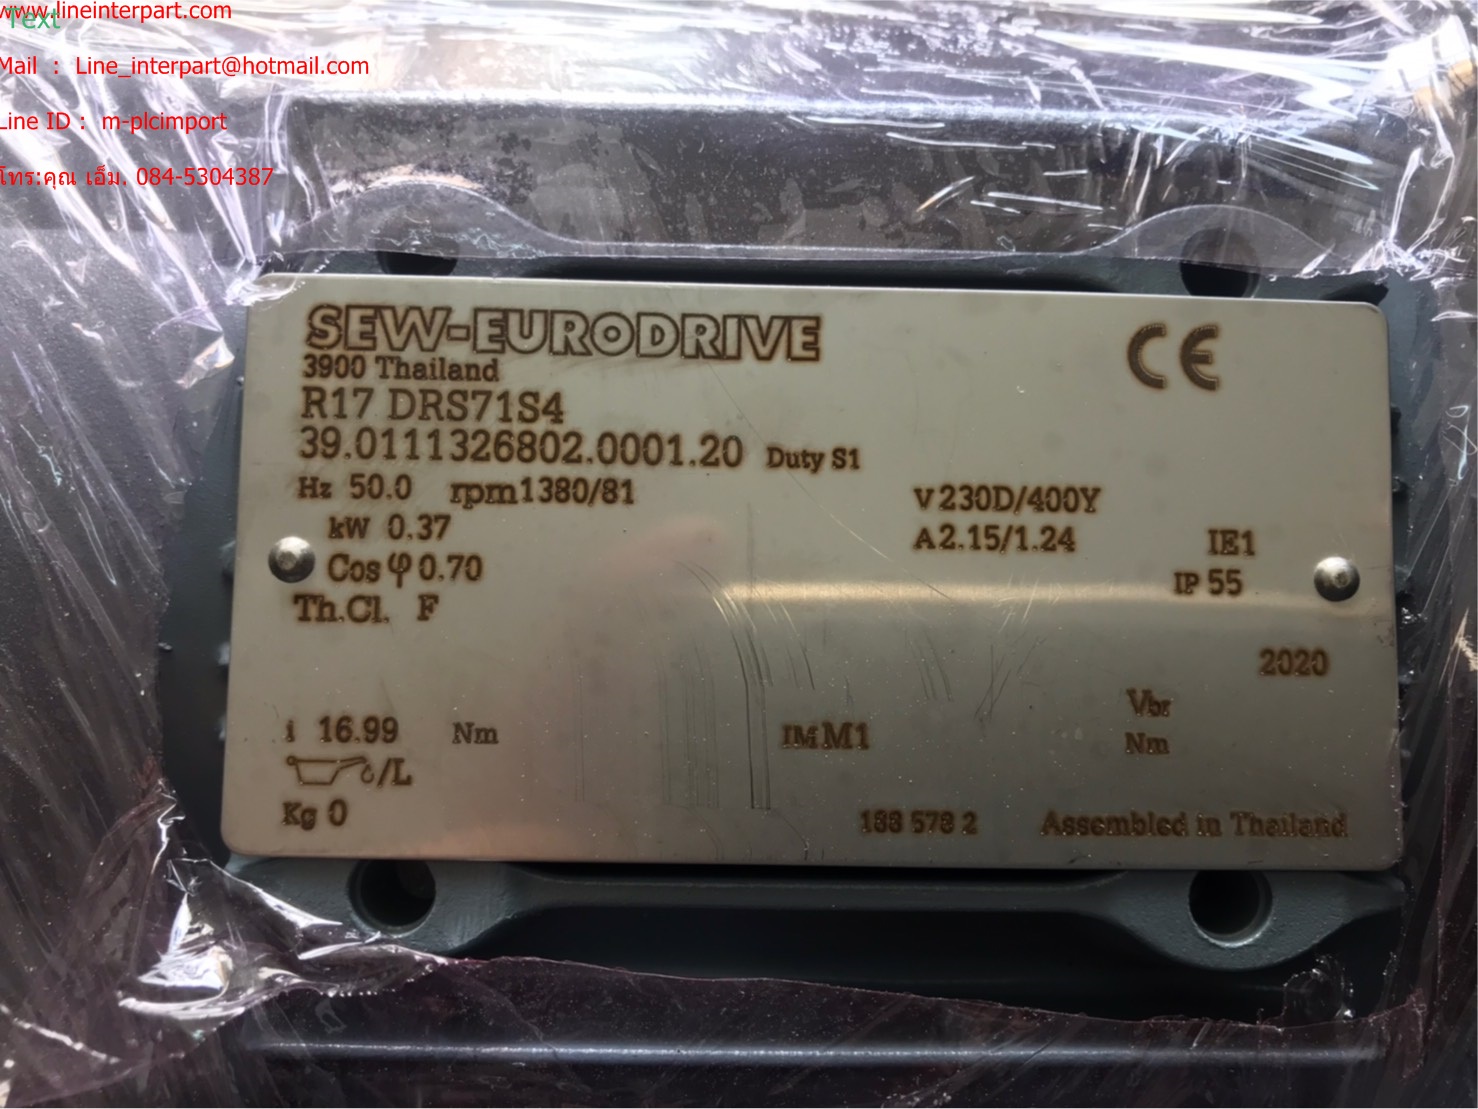 www.lineinterpart.com
Text
Mail : Line_interpart@hotmail.com
Line ID : m-plcimport
โทร:คุณ เอ็ม. 084-5304387
SEW-EURODRIVE
CE
3900 Thailand
R17 DRS71S4
39.0111326802.0001.20 Duty S1
Hz 50.0 rpm 1380/81 V 230D/400Y
kW 0.37 A 2.15/1.24 IE1
Cos φ 0.70 IP 55
Th.Cl. F
2020
Vbr
i 16.99 Nm IM M1 Nm
/L
Kg 0 188 578 2 Assembled in Thailand